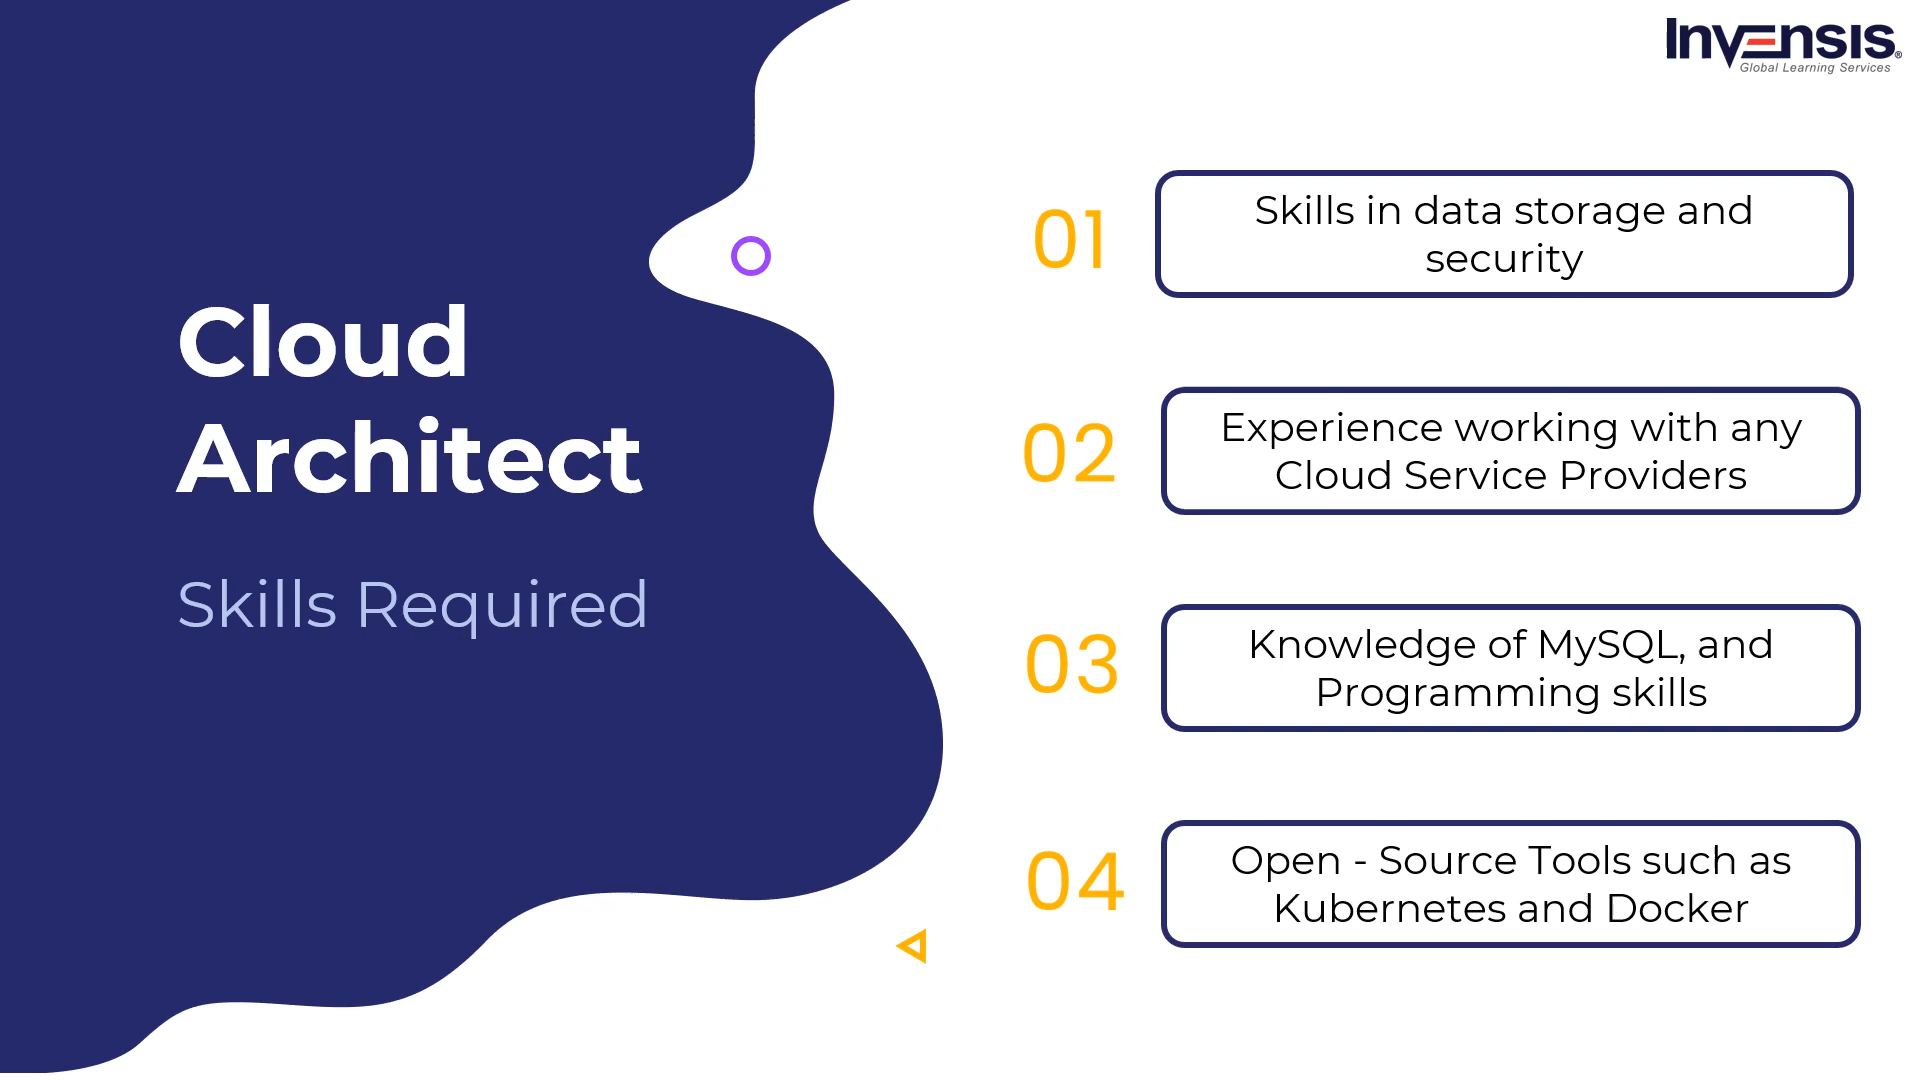 Invensis®
Global Learning Services
Cloud
Architect
Skills Required
01
Skills in data storage and
security
02
Experience working with any
Cloud Service Providers
03
Knowledge of MySQL, and
Programming skills
04
Open - Source Tools such as
Kubernetes and Docker